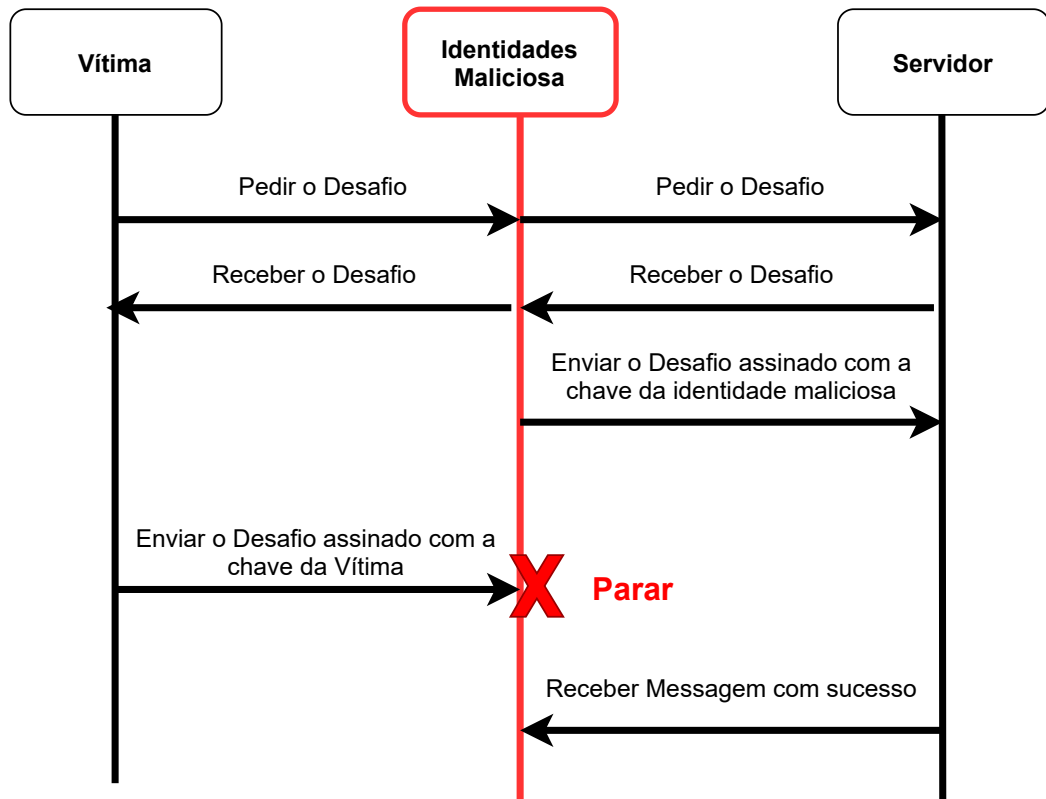 Vítima
Identidades
Maliciosa
Servidor
Pedir o Desafio
Pedir o Desafio
Receber o Desafio
Receber o Desafio
Enviar o Desafio assinado com a
chave da identidade maliciosa
Enviar o Desafio assinado com a
chave da Vítima
X
Parar
Receber Messagem com sucesso